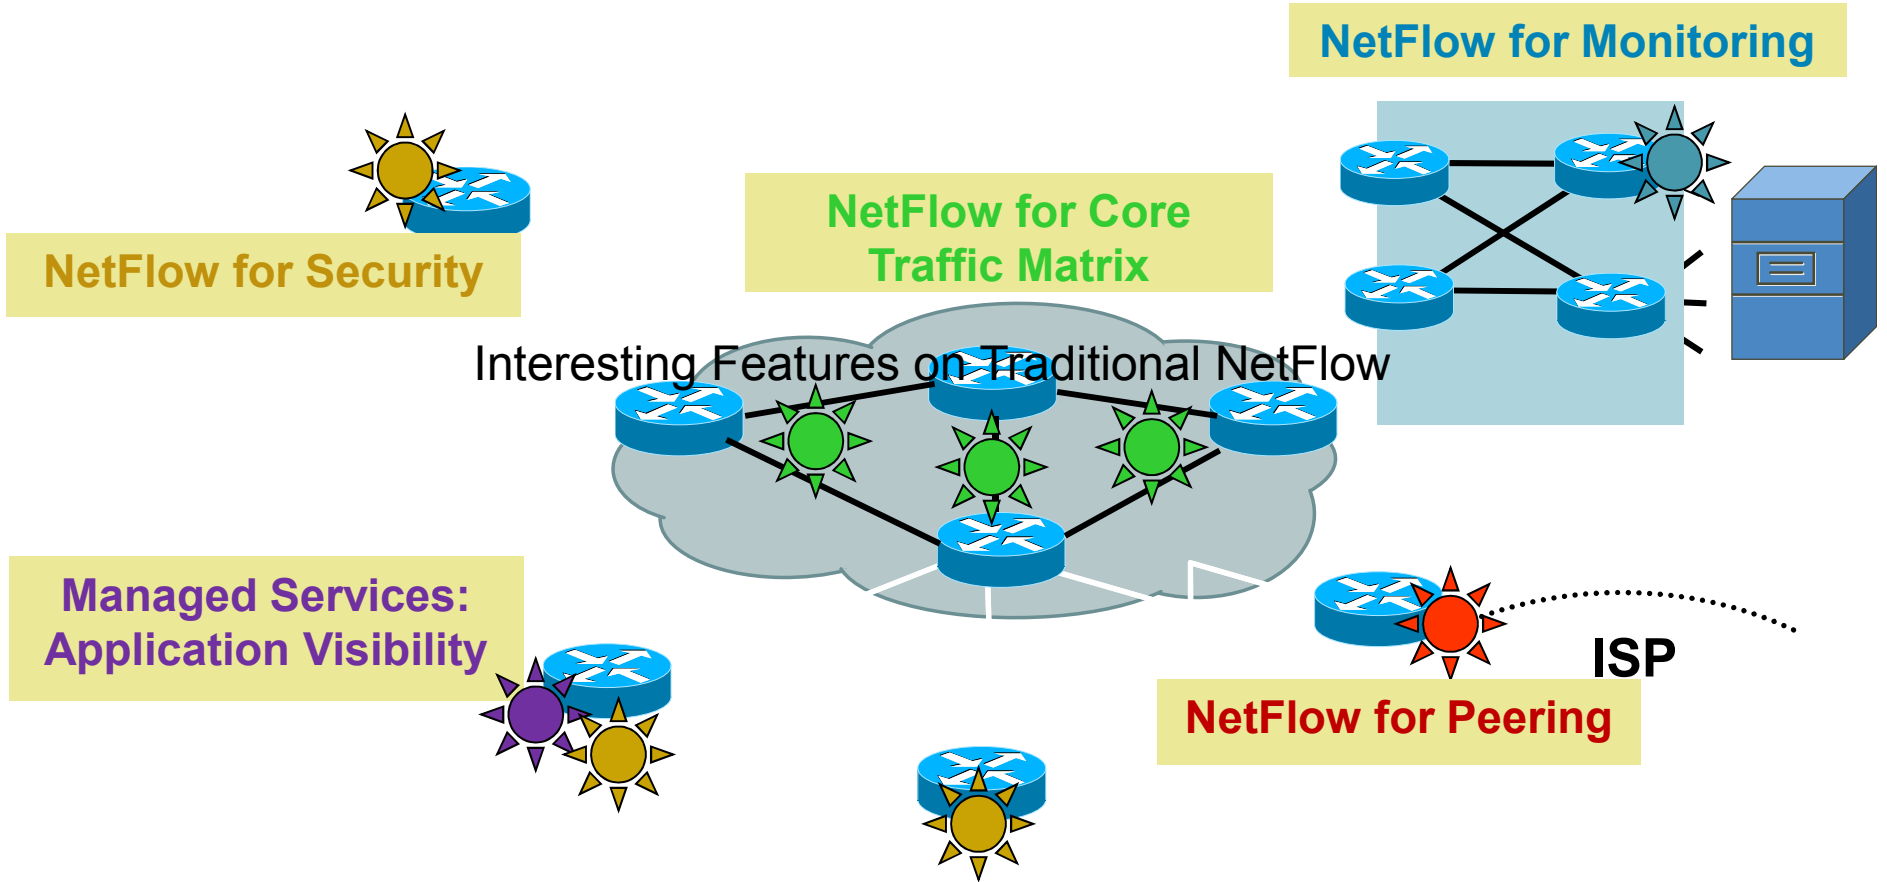 NetFlow for Monitoring
NetFlow for Core
Traffic Matrix
NetFlow for Security
Interesting Features on Traditional NetFlow
Managed Services:
Application Visibility
ISP
NetFlow for Peering